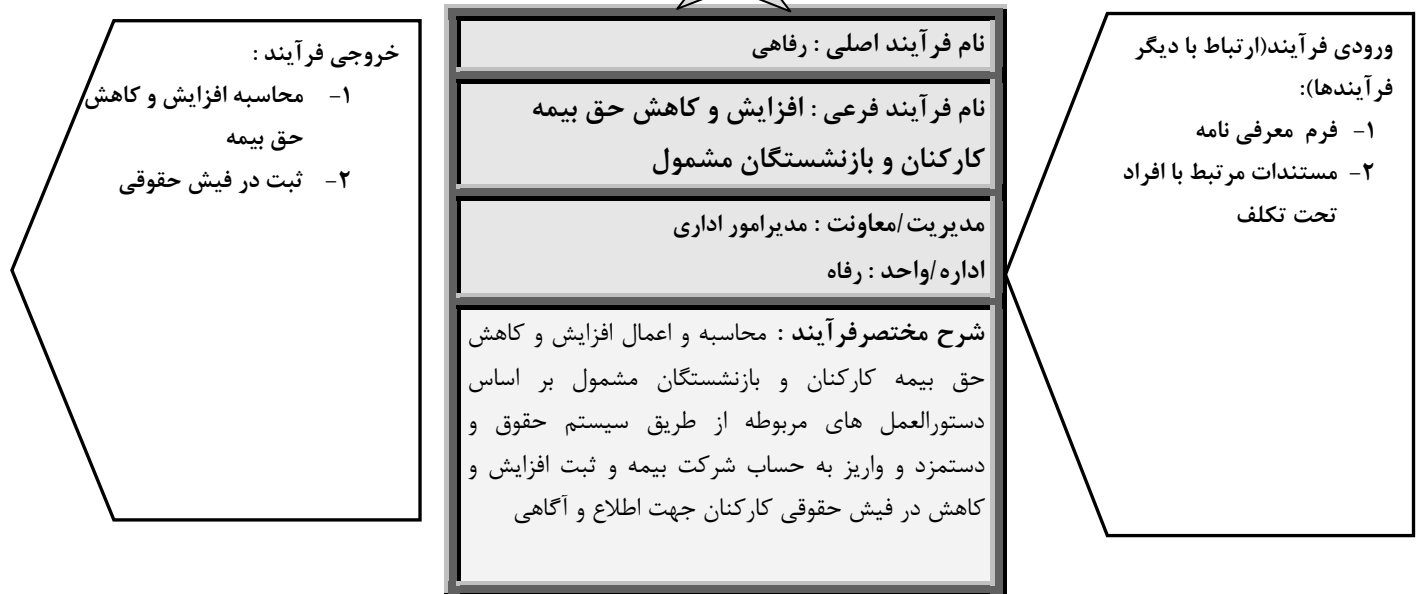 ورودی فرآیند(ارتباط با دیگر
فرآیندها):
۱- فرم معرفی نامه
۲- مستندات مرتبط با افراد
تحت تکلف
نام فرآیند اصلی : رفاهی
نام فرآیند فرعی : افزایش و کاهش حق بیمه
کارکنان و بازنشستگان مشمول
مدیریت/معاونت : مدیرامور اداری
اداره/واحد : رفاه
شرح مختصرفرآیند : محاسبه و اعمال افزایش و کاهش
حق بیمه کارکنان و بازنشستگان مشمول بر اساس
دستورالعمل های مربوطه از طریق سیستم حقوق و
دستمزد و واریز به حساب شرکت بیمه و ثبت افزایش و
کاهش در فیش حقوقی کارکنان جهت اطلاع و آگاهی
خروجی فرآیند :
۱- محاسبه افزایش و کاهش
حق بیمه
۲- ثبت در فیش حقوقی